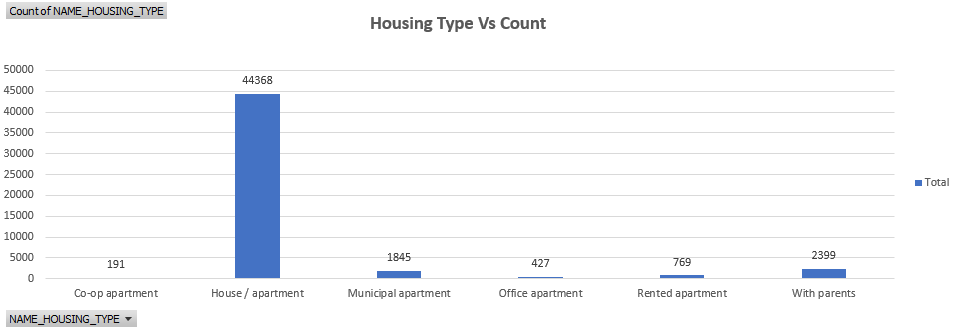 Count of NAME_HOUSING_TYPE
Housing Type Vs Count
50000
45000
40000
35000
30000
25000
20000
15000
10000
5000
0
191
44368
1845
427
769
2399
Co-op apartment
House / apartment
Municipal apartment
Office apartment
Rented apartment
With parents
Total
NAME_HOUSING_TYPE